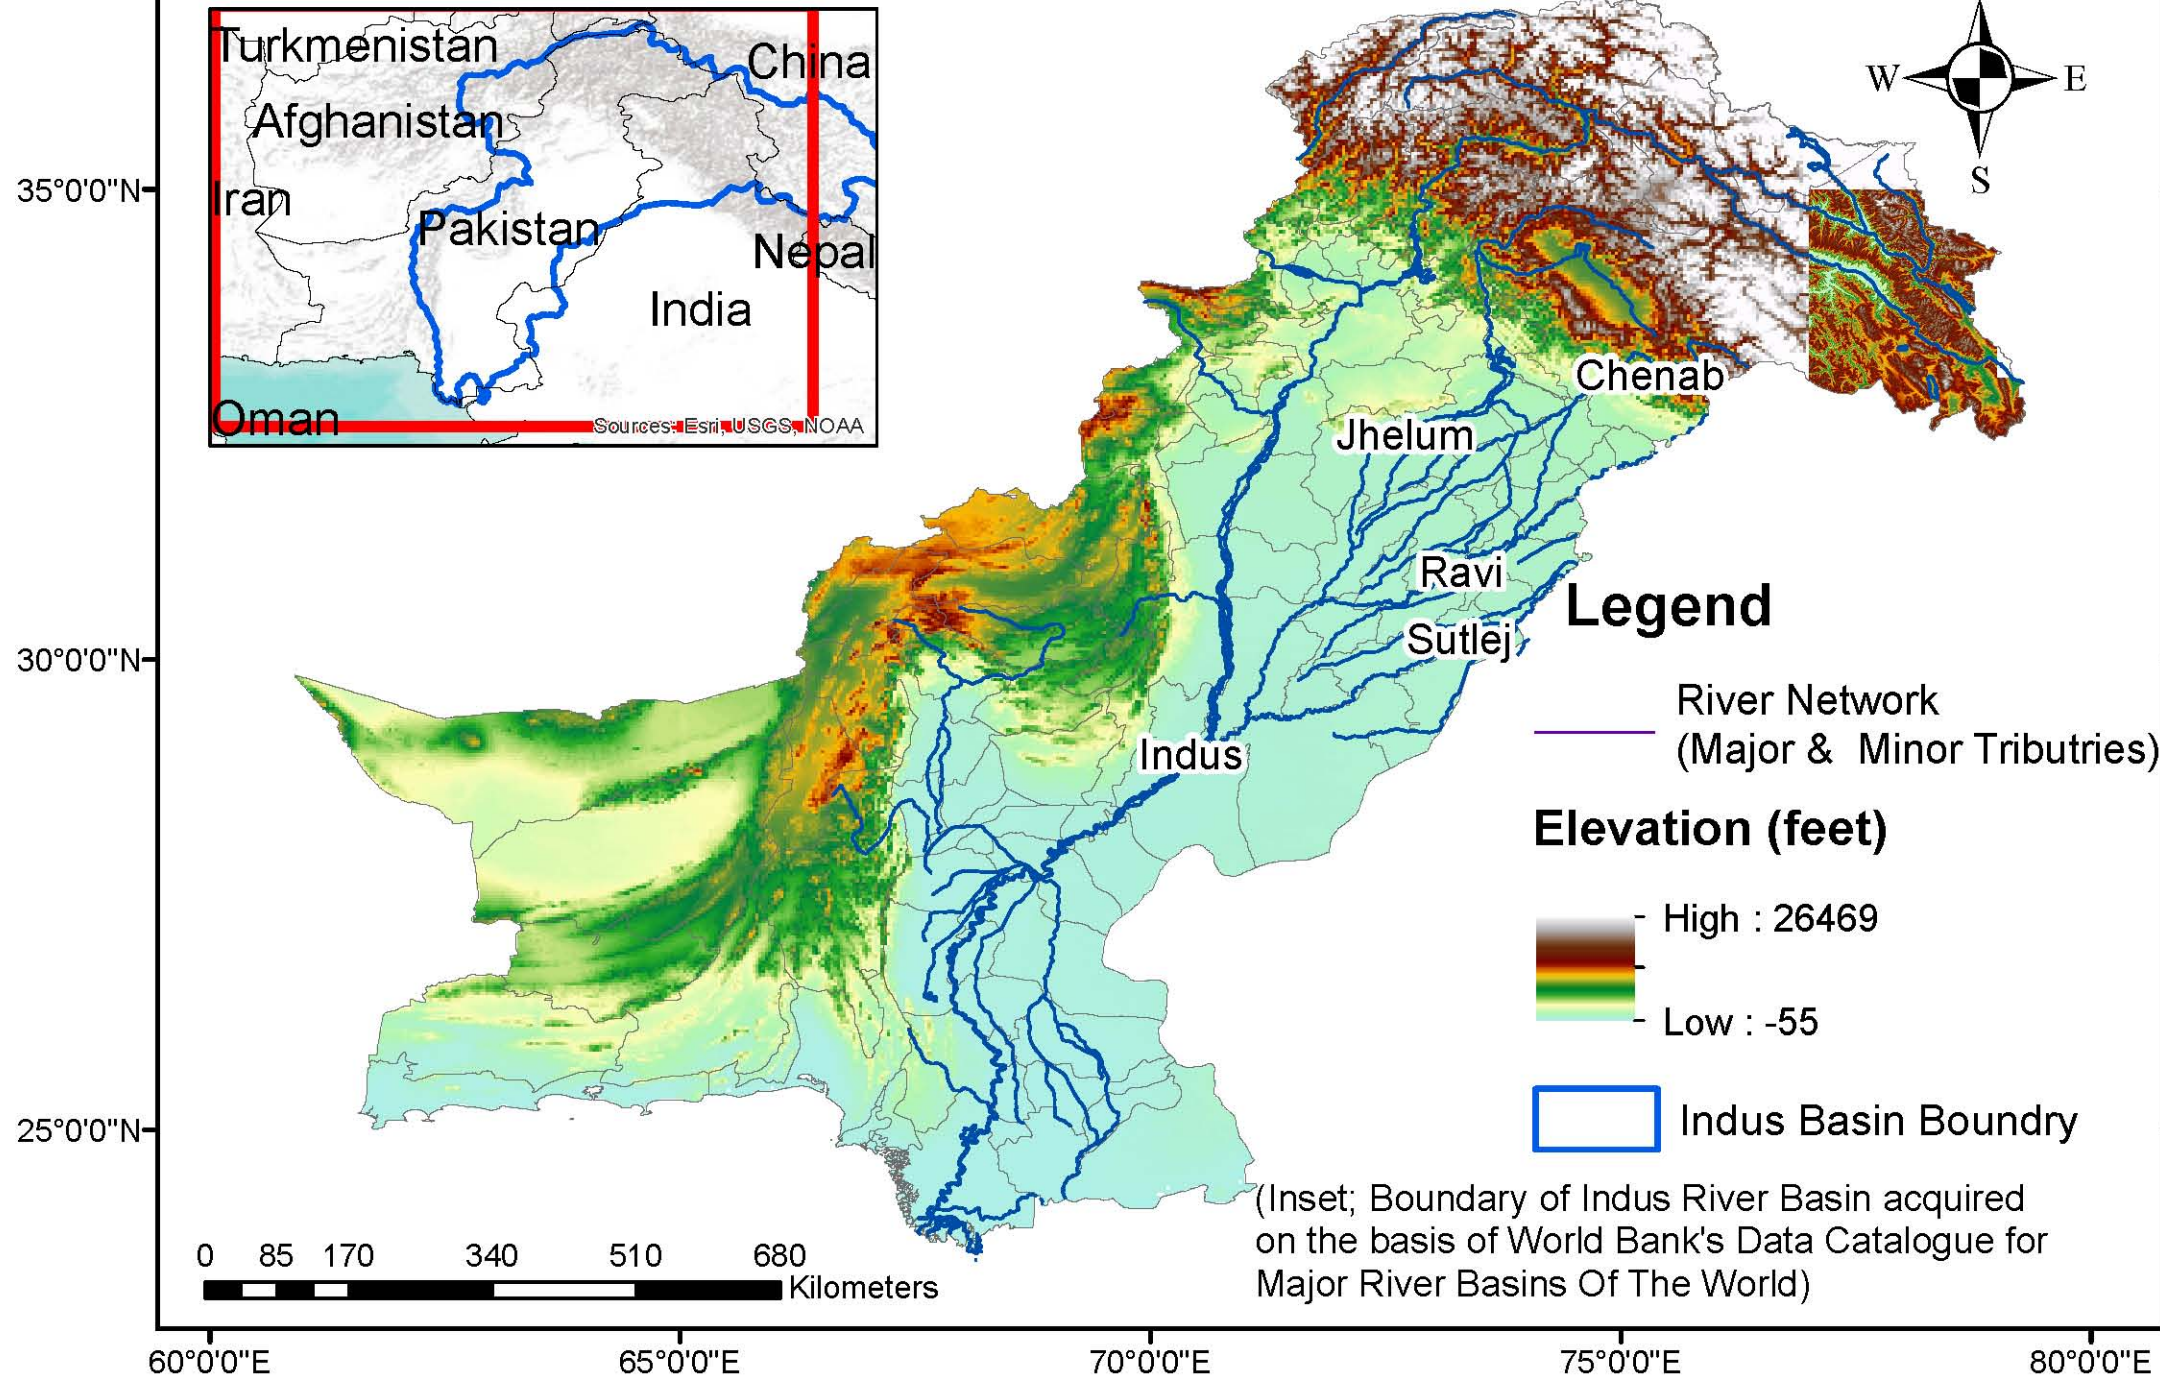 Turkmenistan
China
Afghanistan
Iran
Pakistan
Nepal
India
Oman
Sources: Esri, USGS, NOAA
W
E
S
35°0'0"N
30°0'0"N
25°0'0"N
Chenab
Jhelum
Ravi
Sutlej
Indus
Legend
River Network
(Major & Minor Tributries)
Elevation (feet)
High : 26469
Low : -55
Indus Basin Boundry
(Inset; Boundary of Indus River Basin acquired
on the basis of World Bank's Data Catalogue for
Major River Basins Of The World)
0 85 170 340 510 680
Kilometers
60°0'0"E 65°0'0"E 70°0'0"E 75°0'0"E 80°0'0"E